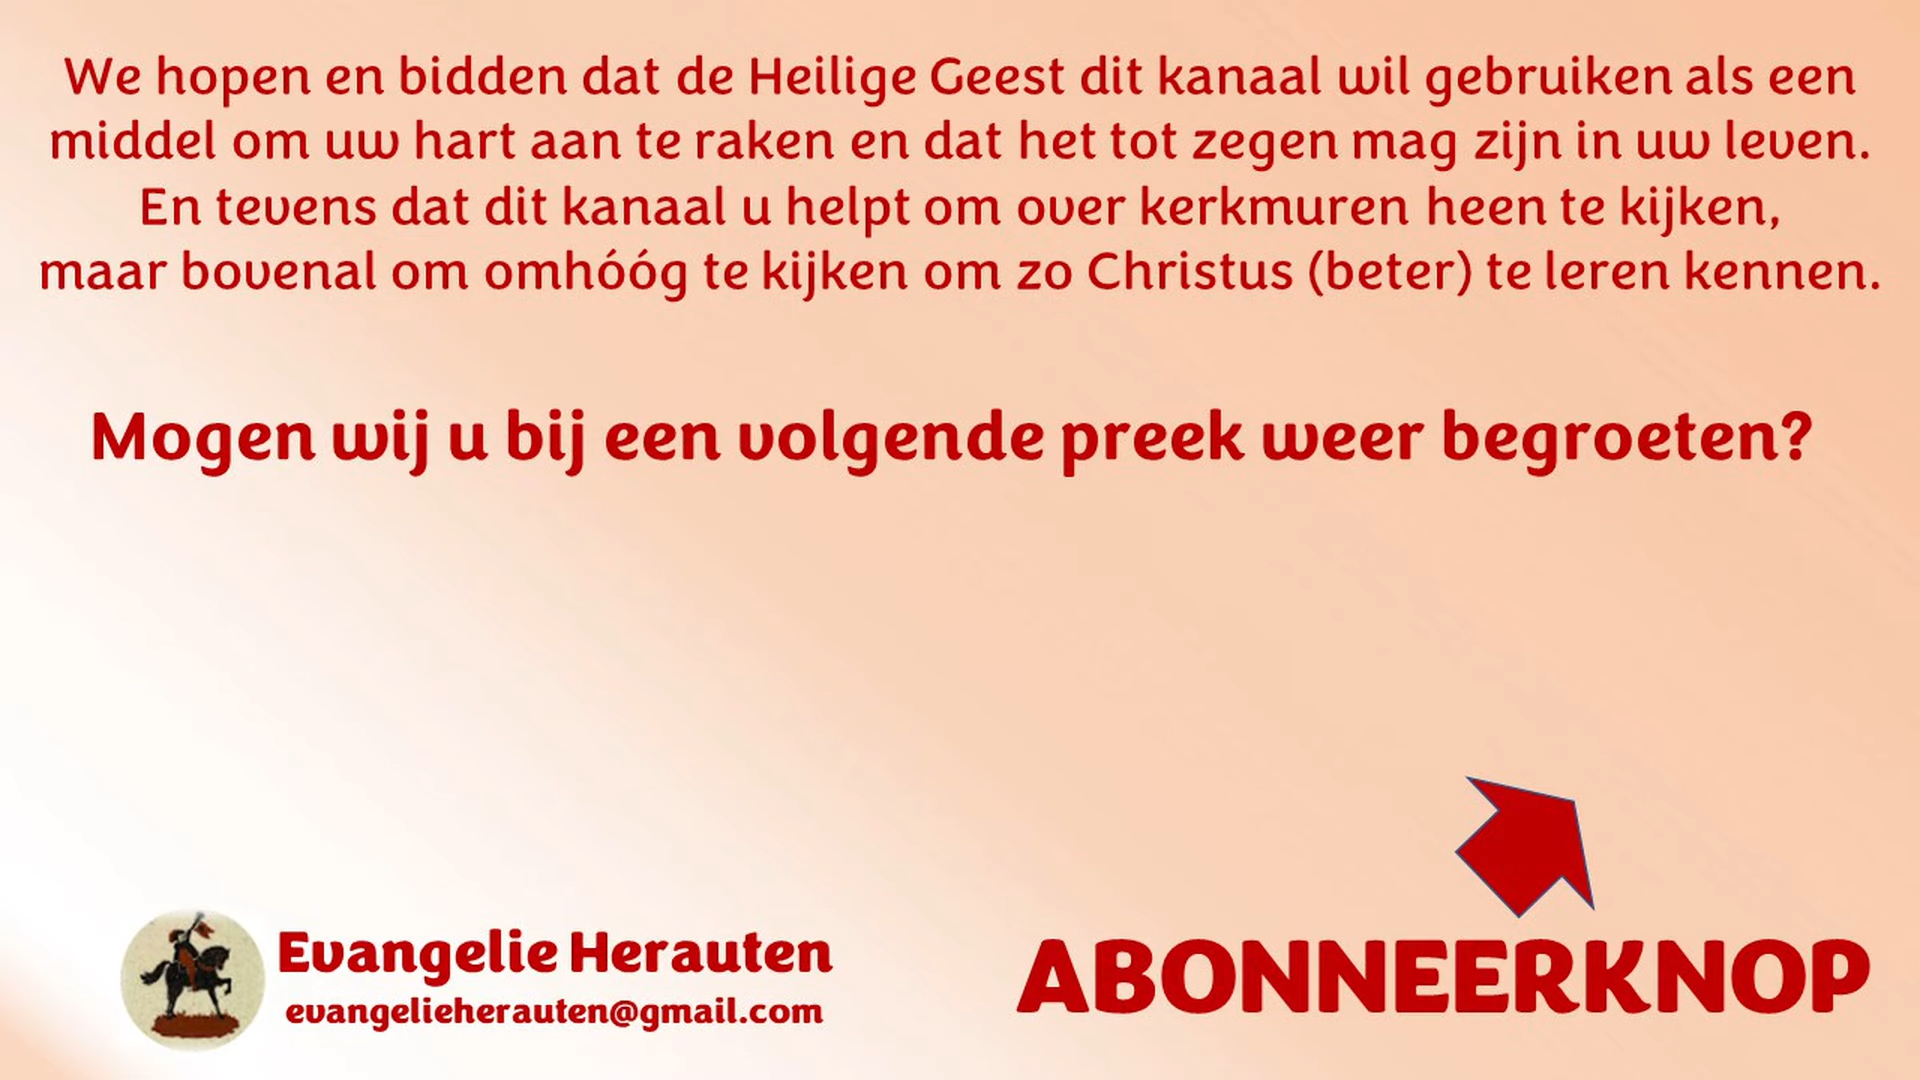 We hopen en bidden dat de Heilige Geest dit kanaal wil gebruiken als een
middel om uw hart aan te raken en dat het tot zegen mag zijn in uw leven.
En tevens dat dit kanaal u helpt om over kerkmuren heen te kijken,
maar bovenal om omhóóg te kijken om zo Christus (beter) te leren kennen.
Mogen wij u bij een volgende preek weer begroeten?
Evangelie Herauten
evangelieherauten@gmail.com
ABONNEERKNOP